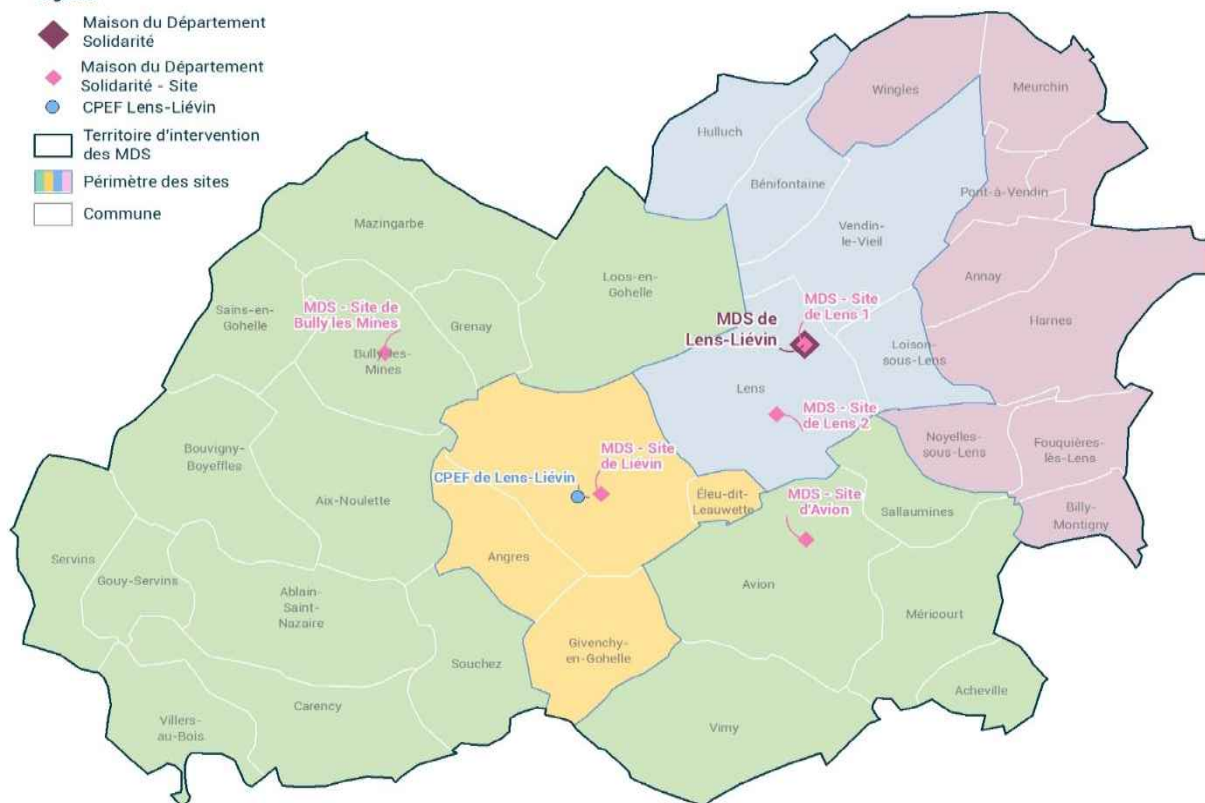 Maison du Département
Solidarité
Maison du Département
Solidarité - Site
CPEF Lens-Liévin
Territoire d'intervention
des MDS
Périmètre des sites
Commune
Wingles
Meurchin
Hulluch
Bénifontaine
Pont-à-Vendin
Vendin-
le-Vieil
Mazingarbe
Loos-en-
Gohelle
Annay
Harnes
Sains-en-
Gohelle
MDS - Site de
Bully les Mines
Grenay
Bully-les-
Mines
MDS - Site
de Lens 1
MDS de
Lens-Liévin
Loison-
sous-Lens
Lens
MDS - Site
de Lens 2
Noyelles-
sous-Lens
Fouquières-
lès-Lens
Bouvigny-
Boyeffles
MDS - Site
de Liévin
CPEF de Lens-Liévin
Aix-Noulette
Éleu-dit-
Leauwette
MDS - Site
d'Avion
Sallaumines
Billy-
Montigny
Servins
Gouy-Servins
Angres
Ablain-
Saint-
Nazaire
Avion
Méricourt
Givenchy-
en-Gohelle
Souchez
Acheville
Carency
Villers-
au-Bois
Vimy